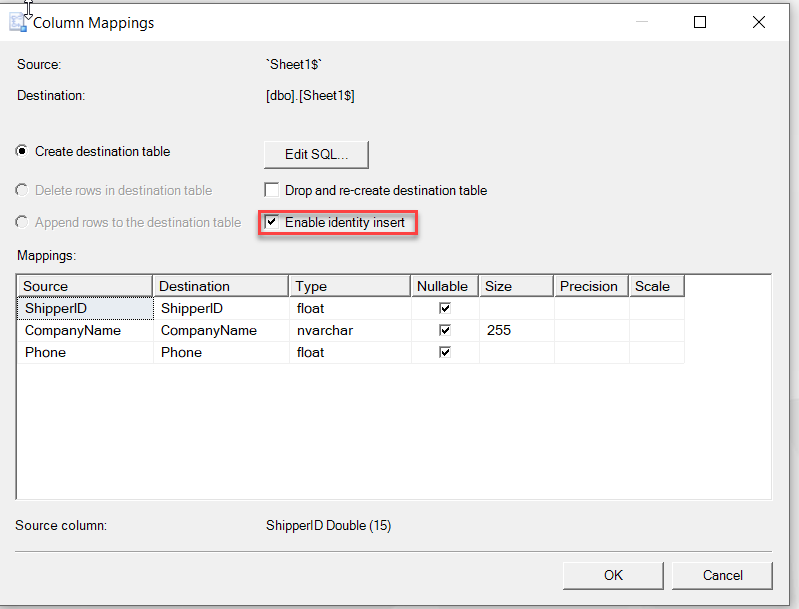 Column Mappings
Source: `Sheet1$`
Destination: [dbo].[Sheet1$]
Create destination table Edit SQL...
Delete rows in destination table Drop and re-create destination table
Append rows to the destination table Enable identity insert
Mappings:
Source Destination Type Nullable Size Precision Scale
ShipperID ShipperID float
CompanyName CompanyName nvarchar 255
Phone Phone float
Source column: ShipperID Double (15)
OK Cancel